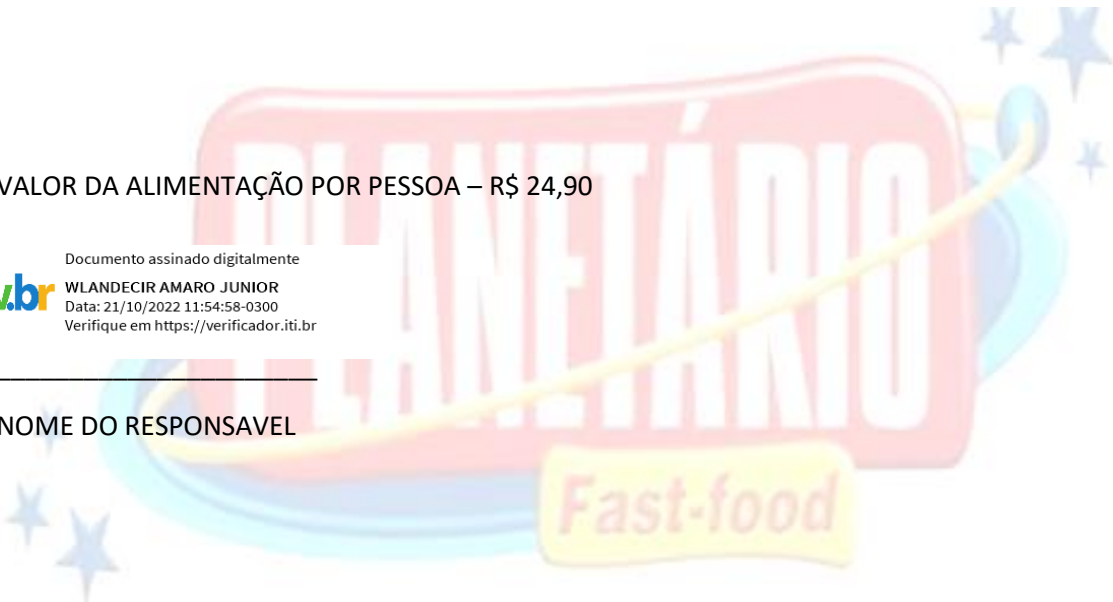 PLANETÁRIO
Fast-food
VALOR DA ALIMENTAÇÃO POR PESSOA – R$ 24,90
Documento assinado digitalmente
v.br
WLANDECIR AMARO JUNIOR
Data: 21/10/2022 11:54:58-0300
Verifique em https://verificador.iti.br
NOME DO RESPONSAVEL